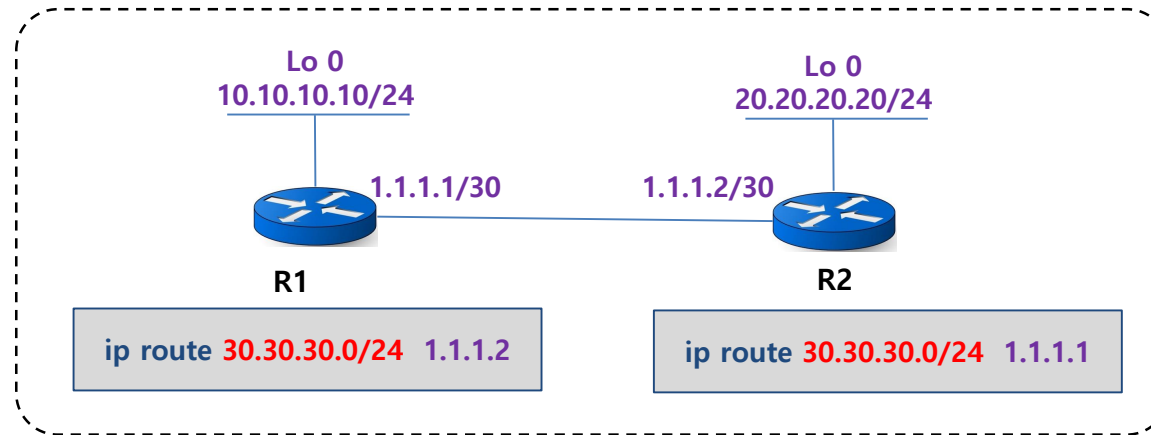 Lo 0
10.10.10.10/24
Lo 0
20.20.20.20/24
1.1.1.1/30
1.1.1.2/30
R1
R2
ip route 30.30.30.0/24 1.1.1.2
ip route 30.30.30.0/24 1.1.1.1